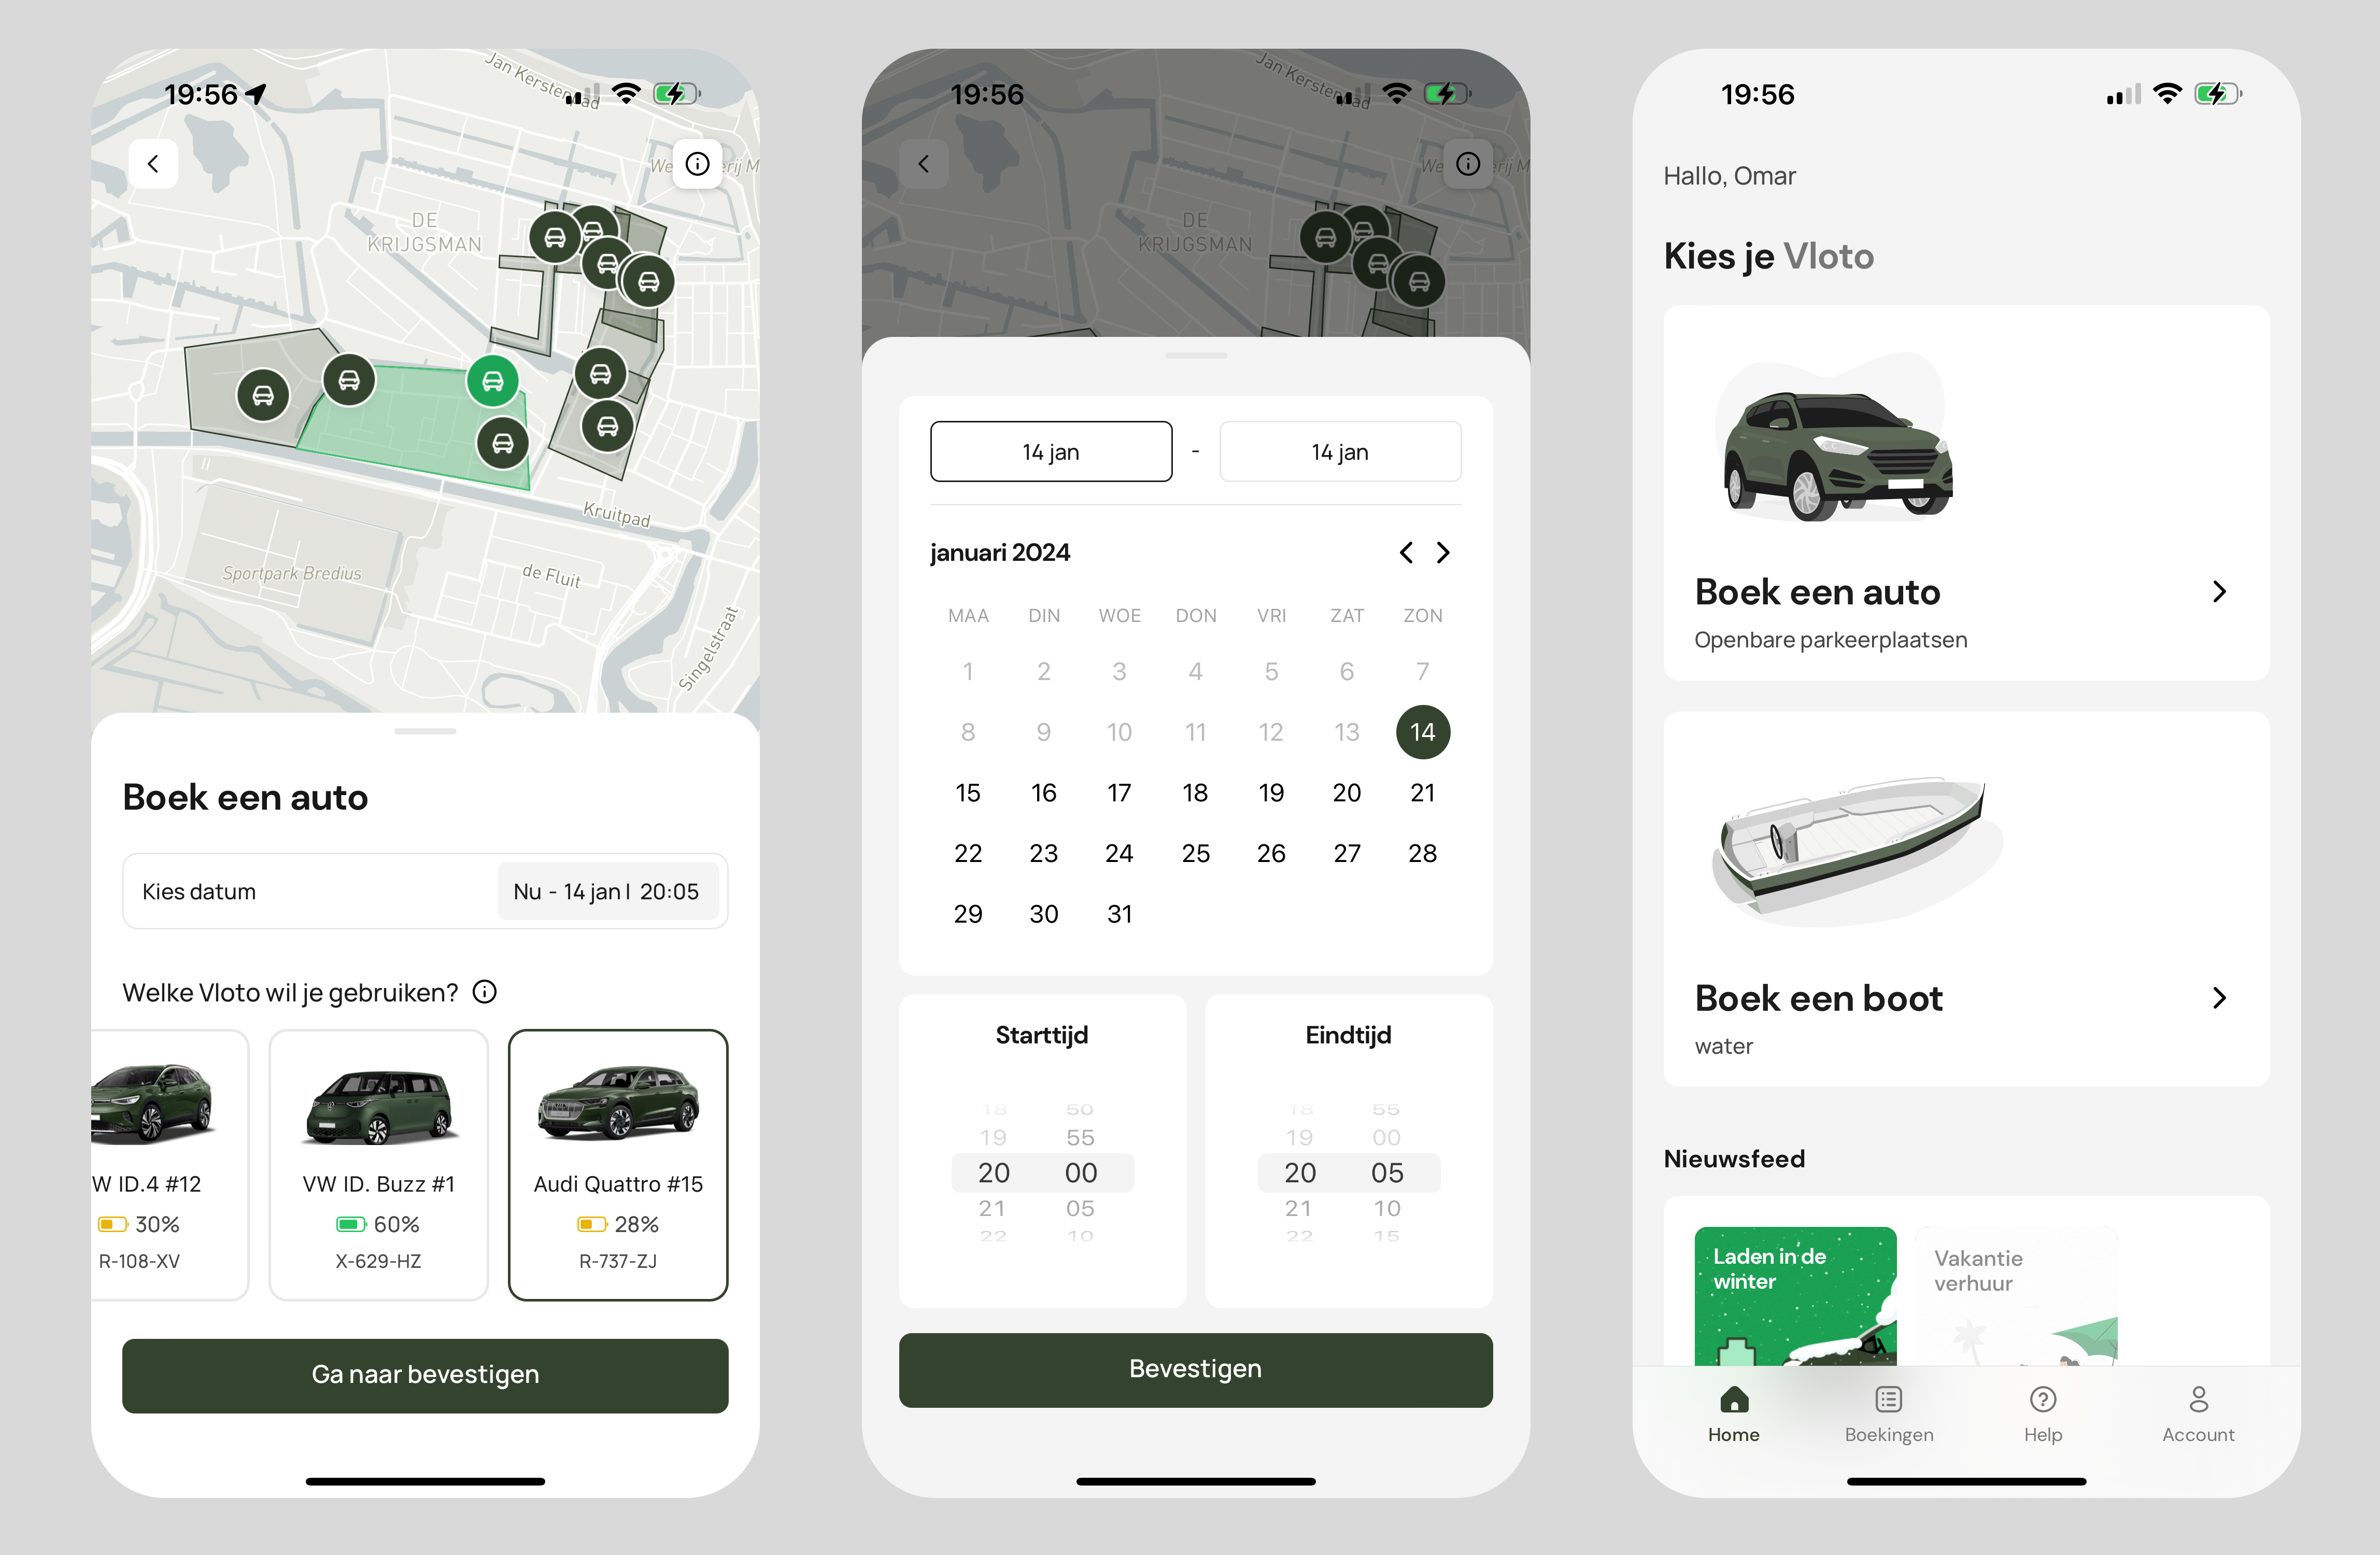 19:56
Jan Kerstenpad
We
erij M
DE
KRIJGSMAN
Kruitpad
Sportpark Bredius
de Fluit
Singelstraat
Boek een auto
Kies datum
Nu - 14 jan | 20:05
Welke Vloto wil je gebruiken?
W ID.4 #12
30%
R-108-XV
VW ID. Buzz #1
60%
X-629-HZ
Audi Quattro #15
28%
R-737-ZJ
Ga naar bevestigen
19:56
Jan Kerstenpad
We
erij M
DE
KRIJGSMAN
14 jan - 14 jan
januari 2024
MAA DIN WOE DON VRI ZAT ZON
1 2 3 4 5 6 7
8 9 10 11 12 13 14
15 16 17 18 19 20 21
22 23 24 25 26 27 28
29 30 31
Starttijd
18 50
19 55
20 00
21 05
22 10
Eindtijd
18 55
19 00
20 05
21 10
22 15
Bevestigen
19:56
Hallo, Omar
Kies je Vloto
Boek een auto
Openbare parkeerplaatsen
Boek een boot
water
Nieuwsfeed
Laden in de
winter
Vakantie
verhuur
Home
Boekingen
Help
Account